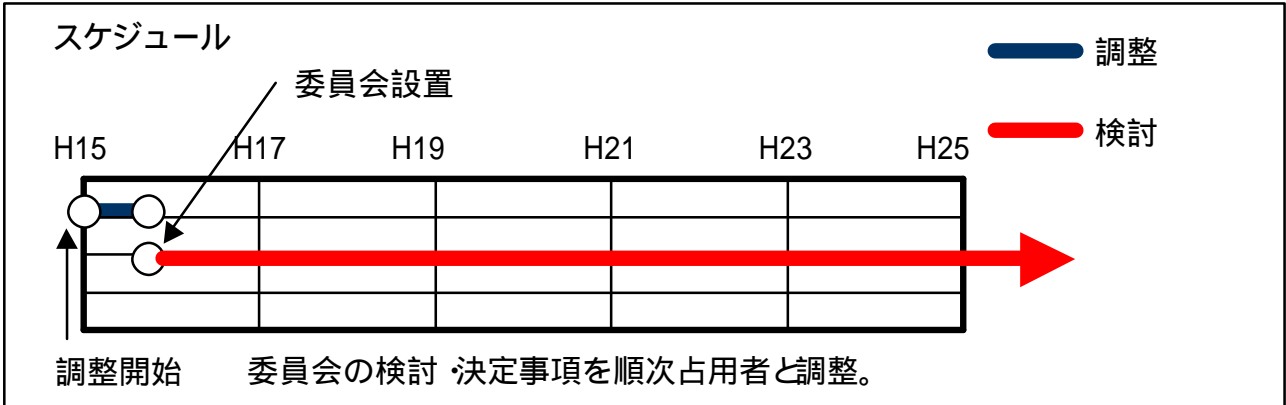 スケジュール
調整
委員会設置
検討
H15 H17 H19 H21 H23 H25
調整開始
委員会の検討・決定事項を順次占用者と調整。